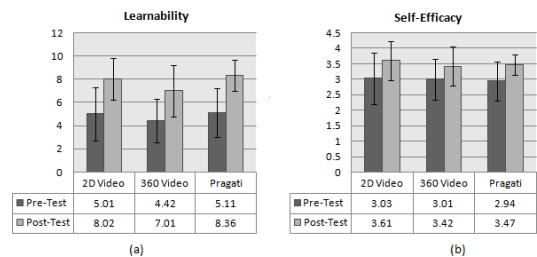 Learnability
12
10
8
6
4
2
0
2D Video 360 Video Pragati
Pre-Test 5.01 4.42 5.11
Post-Test 8.02 7.01 8.36
(a)
Self-Efficacy
4.5
4
3.5
3
2.5
2
1.5
1
0.5
0
2D Video 360 Video Pragati
Pre-Test 3.03 3.01 2.94
Post-Test 3.61 3.42 3.47
(b)